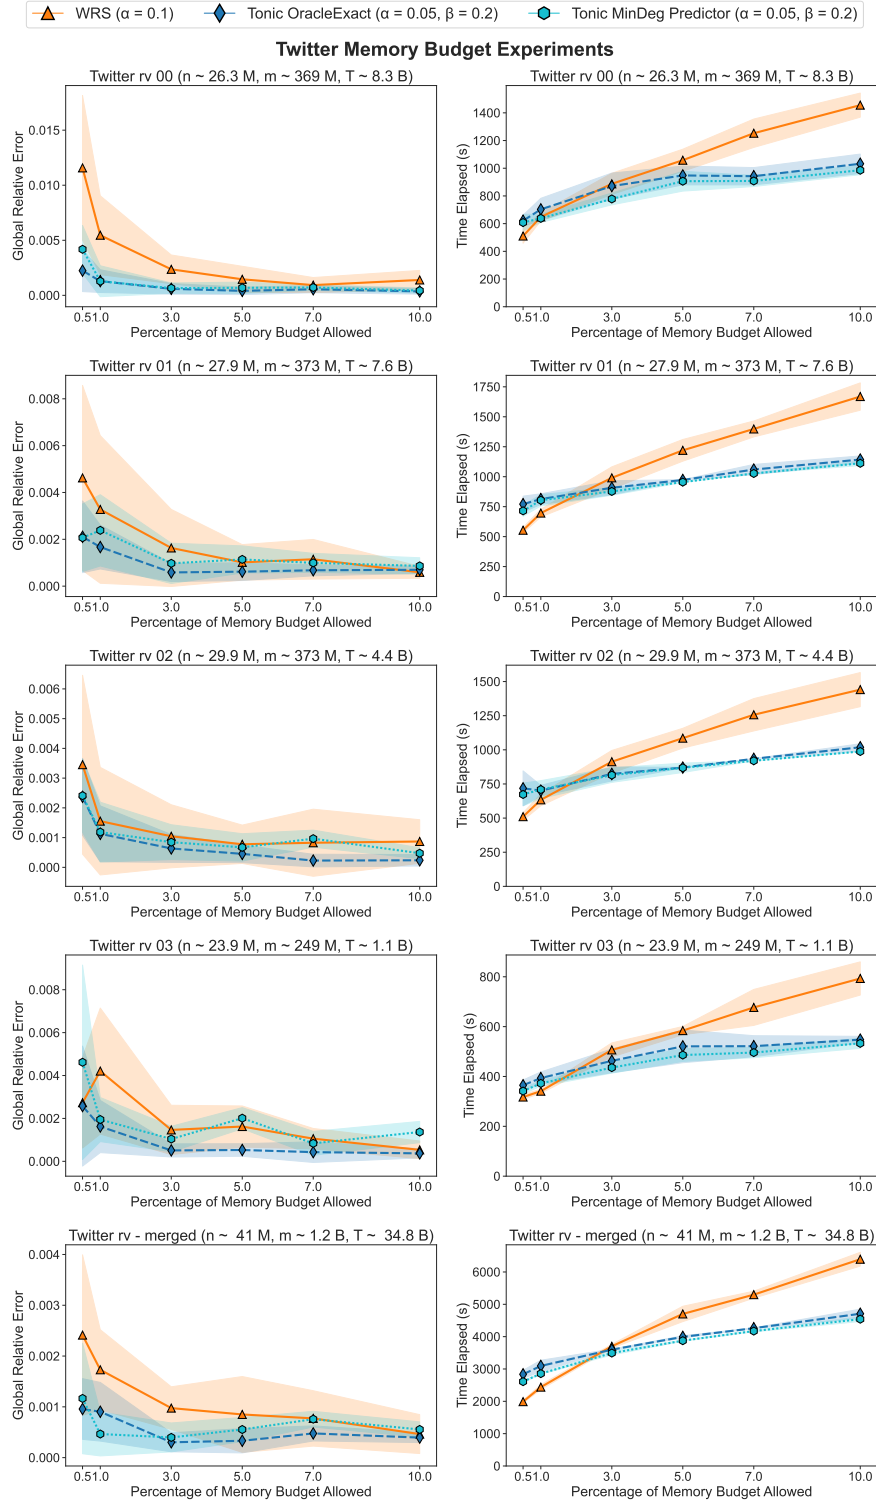 WRS (α = 0.1) Tonic OracleExact (α = 0.05, β = 0.2) Tonic MinDeg Predictor (α = 0.05, β = 0.2)
Twitter Memory Budget Experiments
Twitter rv 00 (n ~ 26.3 M, m ~ 369 M, T ~ 8.3 B)
Global Relative Error
0.015
0.010
0.005
0.000
0.51.0 3.0 5.0 7.0 10.0
Percentage of Memory Budget Allowed
Twitter rv 00 (n ~ 26.3 M, m ~ 369 M, T ~ 8.3 B)
Time Elapsed (s)
1400
1200
1000
800
600
400
200
0
0.51.0 3.0 5.0 7.0 10.0
Percentage of Memory Budget Allowed
Twitter rv 01 (n ~ 27.9 M, m ~ 373 M, T ~ 7.6 B)
Global Relative Error
0.008
0.006
0.004
0.002
0.000
0.51.0 3.0 5.0 7.0 10.0
Percentage of Memory Budget Allowed
Twitter rv 01 (n ~ 27.9 M, m ~ 373 M, T ~ 7.6 B)
Time Elapsed (s)
1750
1500
1250
1000
750
500
250
0
0.51.0 3.0 5.0 7.0 10.0
Percentage of Memory Budget Allowed
Twitter rv 02 (n ~ 29.9 M, m ~ 373 M, T ~ 4.4 B)
Global Relative Error
0.006
0.005
0.004
0.003
0.002
0.001
0.000
0.51.0 3.0 5.0 7.0 10.0
Percentage of Memory Budget Allowed
Twitter rv 02 (n ~ 29.9 M, m ~ 373 M, T ~ 4.4 B)
Time Elapsed (s)
1500
1250
1000
750
500
250
0
0.51.0 3.0 5.0 7.0 10.0
Percentage of Memory Budget Allowed
Twitter rv 03 (n ~ 23.9 M, m ~ 249 M, T ~ 1.1 B)
Global Relative Error
0.008
0.006
0.004
0.002
0.000
0.51.0 3.0 5.0 7.0 10.0
Percentage of Memory Budget Allowed
Twitter rv 03 (n ~ 23.9 M, m ~ 249 M, T ~ 1.1 B)
Time Elapsed (s)
800
600
400
200
0
0.51.0 3.0 5.0 7.0 10.0
Percentage of Memory Budget Allowed
Twitter rv - merged (n ~ 41 M, m ~ 1.2 B, T ~ 34.8 B)
Global Relative Error
0.004
0.003
0.002
0.001
0.000
0.51.0 3.0 5.0 7.0 10.0
Percentage of Memory Budget Allowed
Twitter rv - merged (n ~ 41 M, m ~ 1.2 B, T ~ 34.8 B)
Time Elapsed (s)
6000
5000
4000
3000
2000
1000
0
0.51.0 3.0 5.0 7.0 10.0
Percentage of Memory Budget Allowed